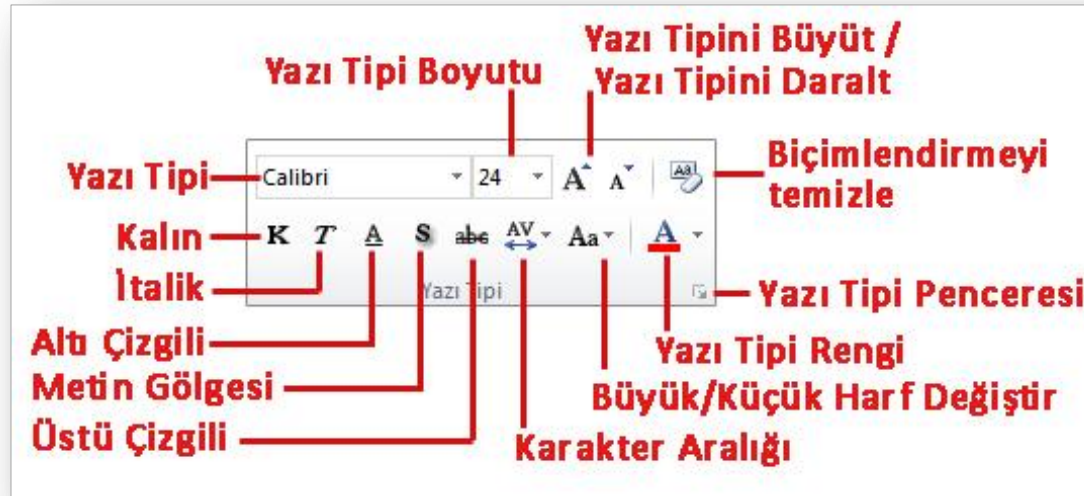 Yazı Tipini Büyüt /
Yazı Tipini Daralt
Yazı Tipi Boyutu
Biçimlendirmeyi
temizle
Yazı Tipi
Calibri
24
A A Aa
Kalın
K T A S abc AV Aa A
İtalik
Yazı Tipi
Yazı Tipi Penceresi
Altı Çizgili
Yazı Tipi Rengi
Metin Gölgesi
Büyük/Küçük Harf Değiştir
Üstü Çizgili
Karakter Aralığı